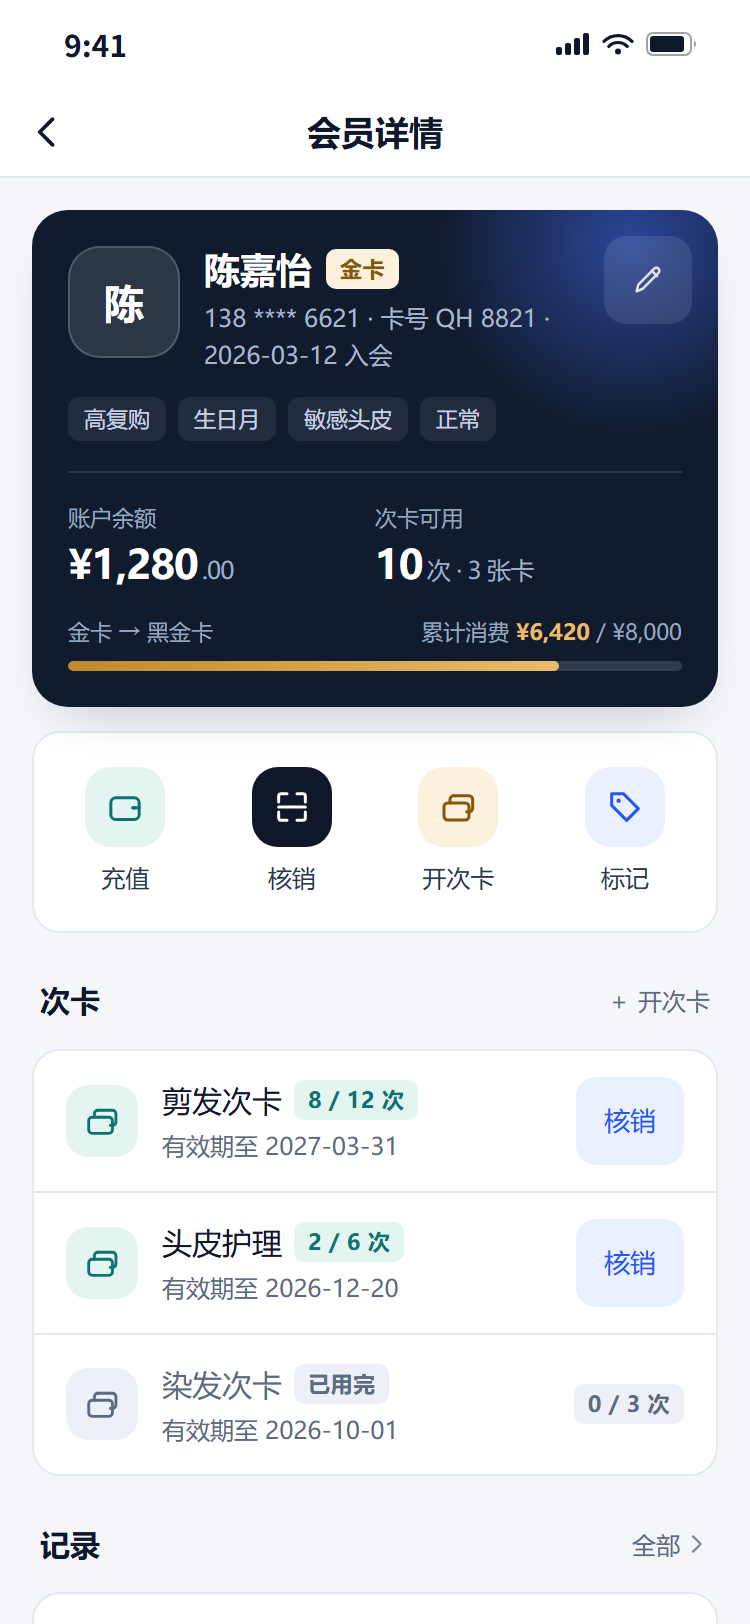 9:41
会员详情
陈
陈嘉怡 金卡
138 **** 6621 · 卡号 QH 8821 ·
2026-03-12 入会
高复购 生日月 敏感头皮 正常
账户余额 次卡可用
¥1,280.00 10次 · 3 张卡
金卡 → 黑金卡 累计消费 ¥6,420 / ¥8,000
充值 核销 开次卡 标记
次卡 + 开次卡
剪发次卡 8 / 12 次
有效期至 2027-03-31
核销
头皮护理 2 / 6 次
有效期至 2026-12-20
核销
染发次卡 已用完
有效期至 2026-10-01
0 / 3 次
记录 全部